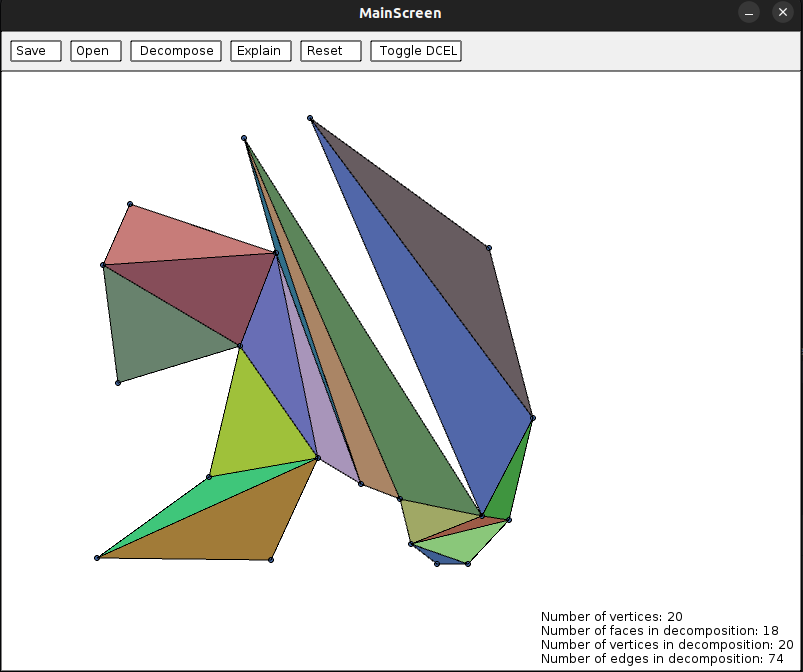 MainScreen
Save Open Decompose Explain Reset Toggle DCEL
Number of vertices: 20
Number of faces in decomposition: 18
Number of vertices in decomposition: 20
Number of edges in decomposition: 74